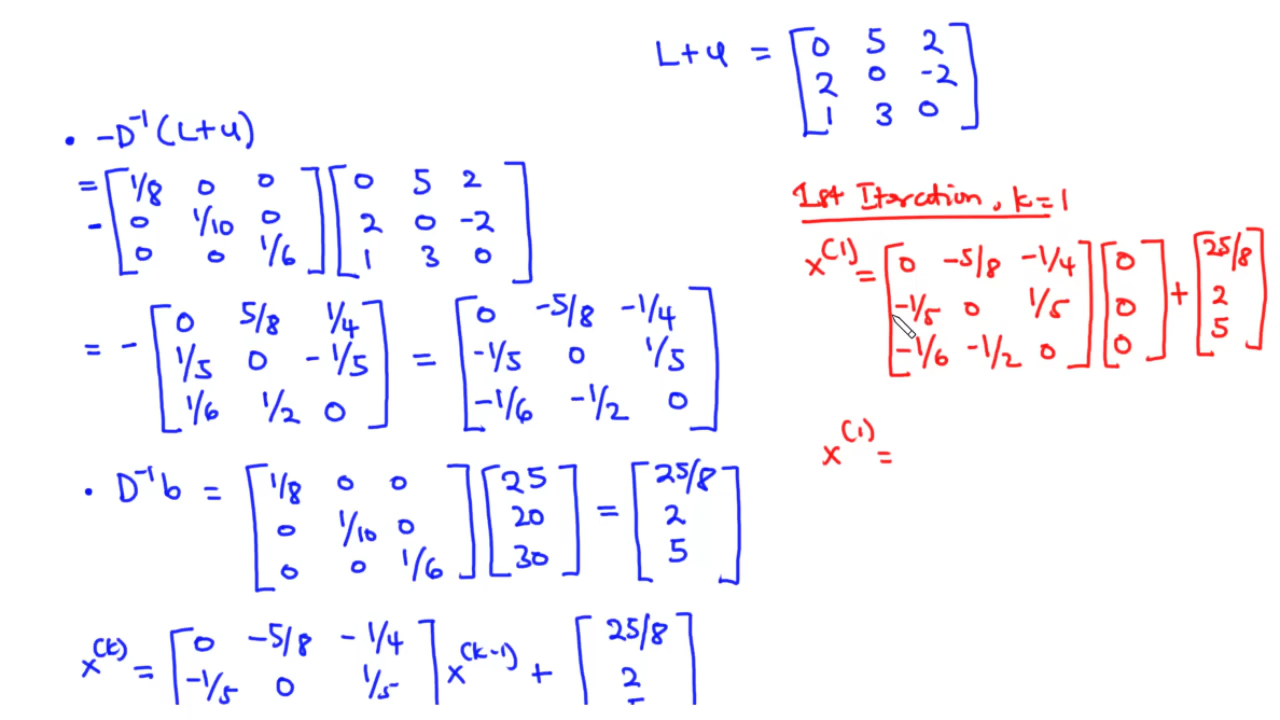 L+U = [0 5 2
2 0 -2
1 3 0]
• -D⁻¹(L+U)
= -[1/8 0 0
0 1/10 0
0 0 1/6] [0 5 2
2 0 -2
1 3 0]
= -[0 5/8 1/4
1/5 0 -1/5
1/6 1/2 0] = [0 -5/8 -1/4
-1/5 0 1/5
-1/6 -1/2 0]
• D⁻¹b = [1/8 0 0
0 1/10 0
0 0 1/6] [25
20
30] = [25/8
2
5]
x^(k) = [0 -5/8 -1/4
-1/5 0 1/5] x^(k-1) + [25/8
2
1st Iteration, k=1
x^(1) = [0 -5/8 -1/4
-1/5 0 1/5
-1/6 -1/2 0] [0
0
0] + [25/8
2
5]
x^(1) =